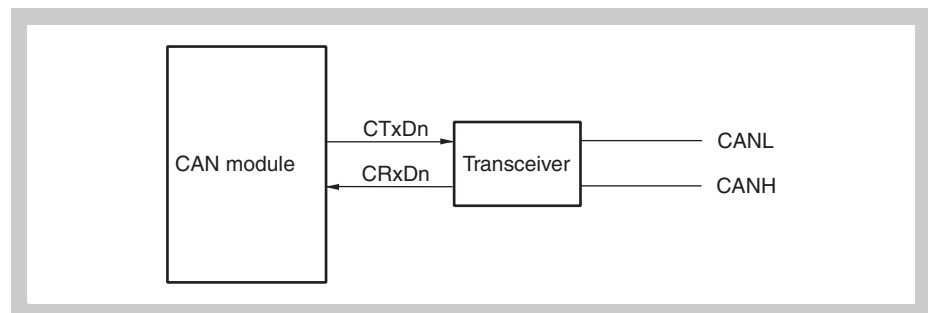 CAN module
CTxDn
CRxDn
Transceiver
CANL
CANH